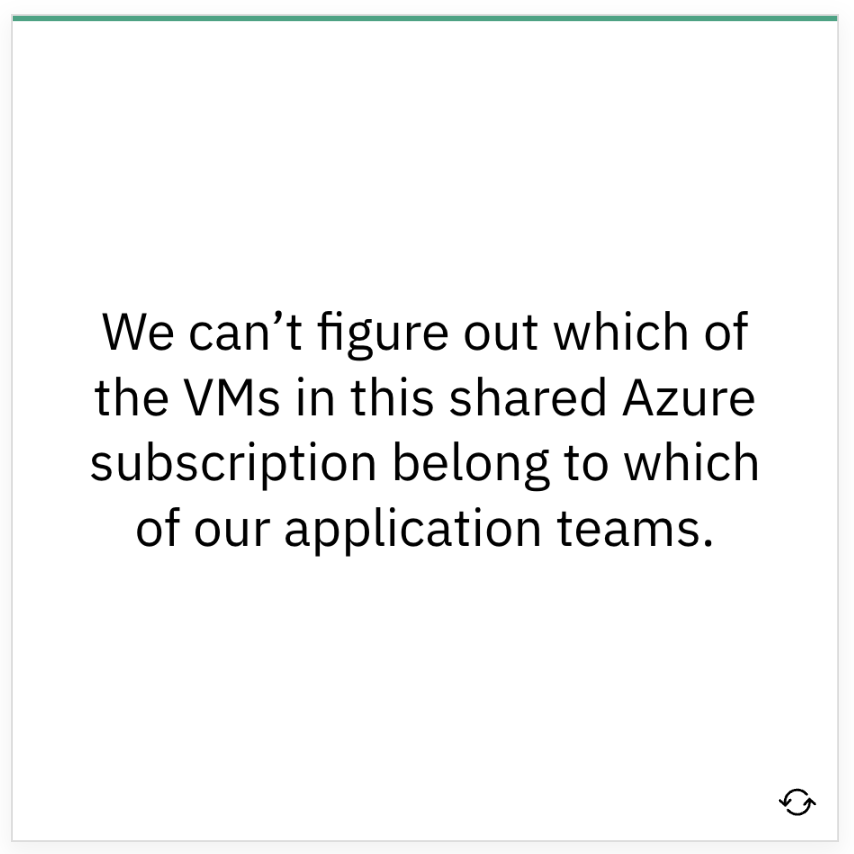 We can’t figure out which of
the VMs in this shared Azure
subscription belong to which
of our application teams.